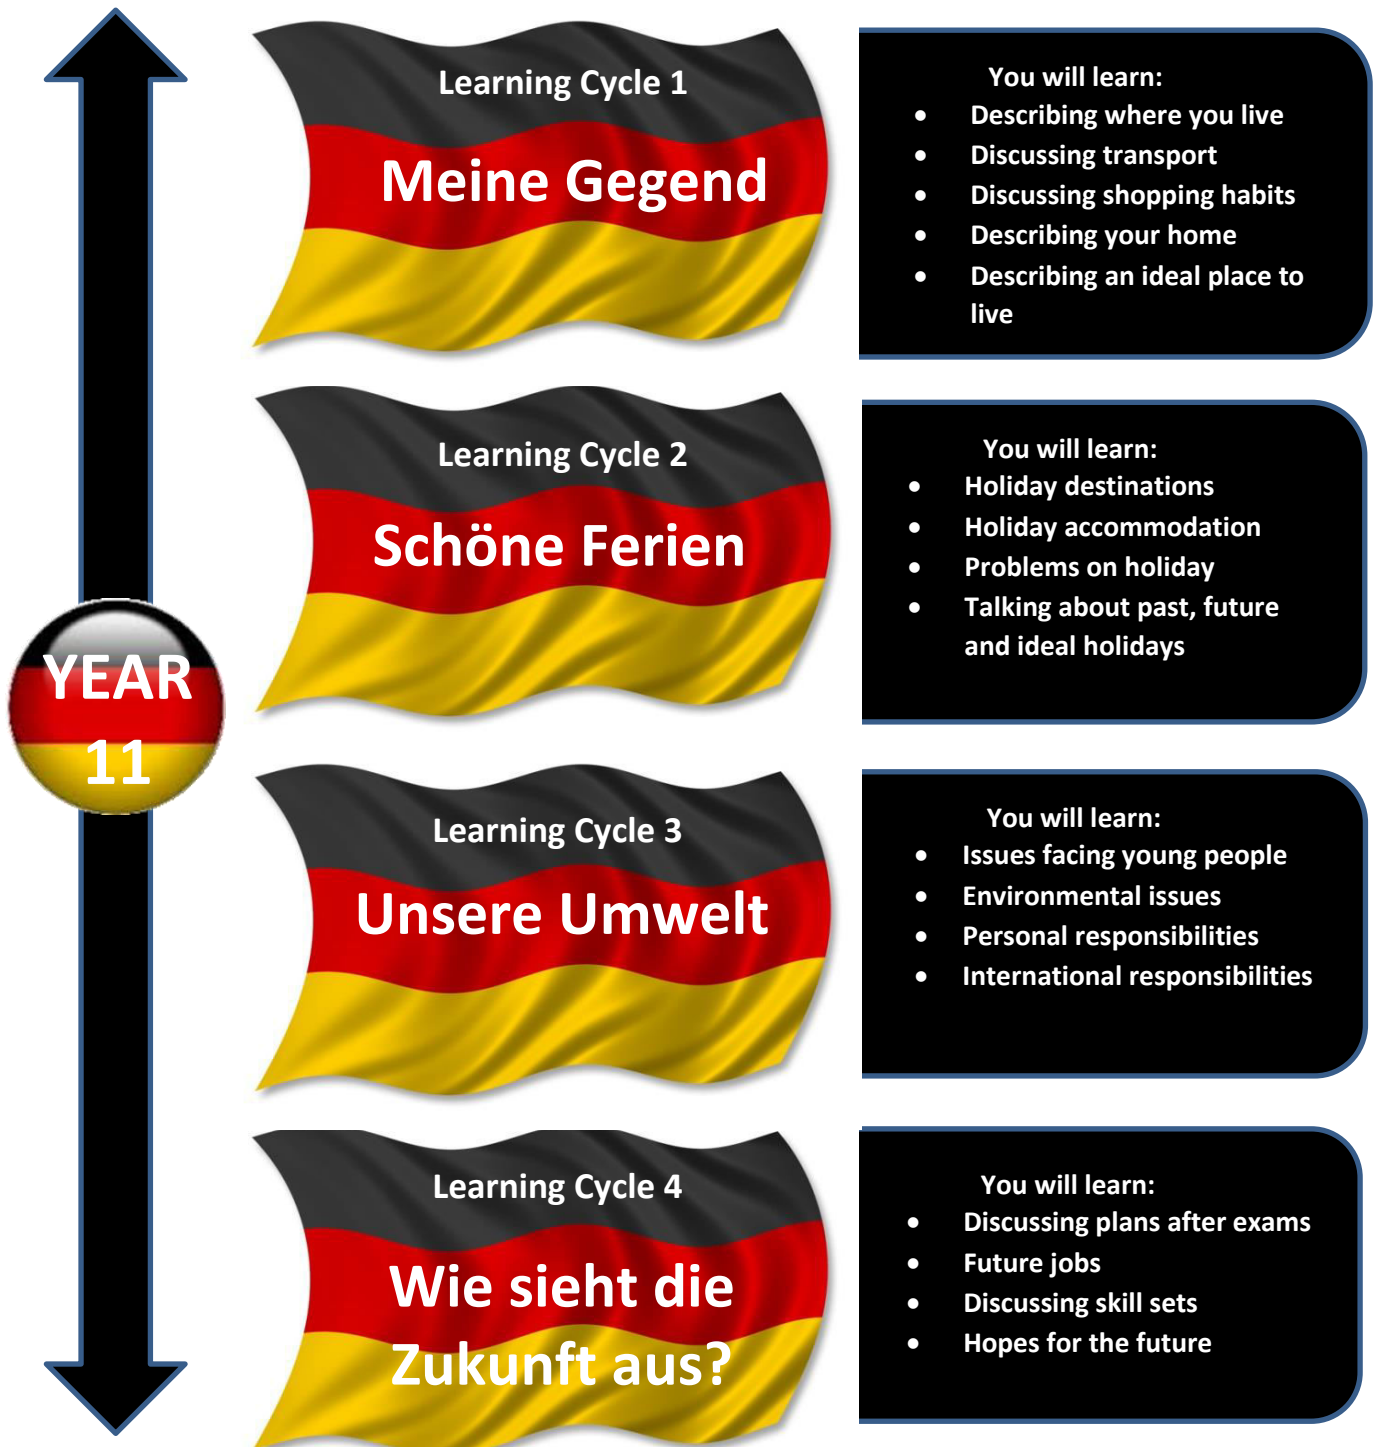 Learning Cycle 1
Meine Gegend
You will learn:
• Describing where you live
• Discussing transport
• Discussing shopping habits
• Describing your home
• Describing an ideal place to
live
Learning Cycle 2
Schöne Ferien
You will learn:
• Holiday destinations
• Holiday accommodation
• Problems on holiday
• Talking about past, future
and ideal holidays
YEAR
11
Learning Cycle 3
Unsere Umwelt
You will learn:
• Issues facing young people
• Environmental issues
• Personal responsibilities
• International responsibilities
Learning Cycle 4
Wie sieht die
Zukunft aus?
You will learn:
• Discussing plans after exams
• Future jobs
• Discussing skill sets
• Hopes for the future